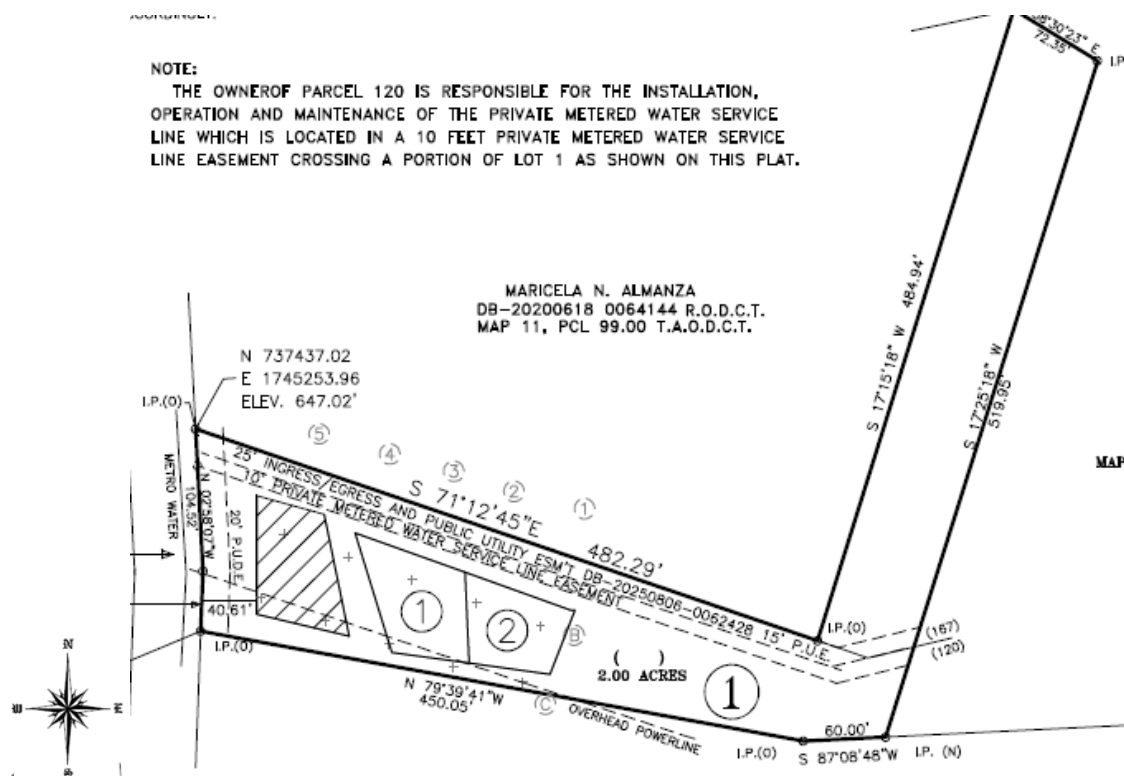 NOTE:
THE OWNEROF PARCEL 120 IS RESPONSIBLE FOR THE INSTALLATION,
OPERATION AND MAINTENANCE OF THE PRIVATE METERED WATER SERVICE
LINE WHICH IS LOCATED IN A 10 FEET PRIVATE METERED WATER SERVICE
LINE EASEMENT CROSSING A PORTION OF LOT 1 AS SHOWN ON THIS PLAT.
30'23" E
72.35'
I.P.
MARICELA N. ALMANZA
DB-20200618 0064144 R.O.D.C.T.
MAP 11, PCL 99.00 T.A.O.D.C.T.
S 17°15'18" W 484.94'
S 17°25'18" W
519.95'
MAP
N 737437.02
E 1745253.96
ELEV. 647.02'
I.P.(O)
(5)
(4)
(3)
(2)
(1)
S 71°12'45"E 482.29'
25' INGRESS/EGRESS AND PUBLIC UTILITY ESM'T DB-20250806-0062428 15' P.U.E.
10' PRIVATE METERED WATER SERVICE LINE EASEMENT
METRO WATER
104.52'
N 02°58'07"W
20' P.U.D.E.
40.61'
I.P.(O)
1
2
B
( )
2.00 ACRES
1
I.P.(O)
(167)
(120)
N 79°39'41"W
450.05'
C
OVERHEAD POWERLINE
60.00'
I.P.(O)
S 87°08'48"W
I.P. (N)
N